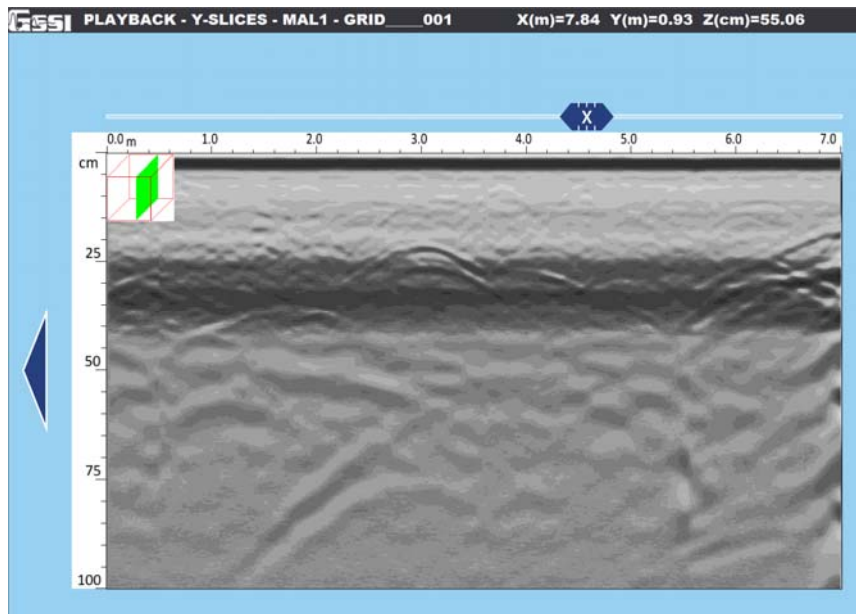 GSSI PLAYBACK - Y-SLICES - MAL1 - GRID____001 X(m)=7.84 Y(m)=0.93 Z(cm)=55.06
X
0.0 m 1.0 2.0 3.0 4.0 5.0 6.0 7.0
cm
25
50
75
100